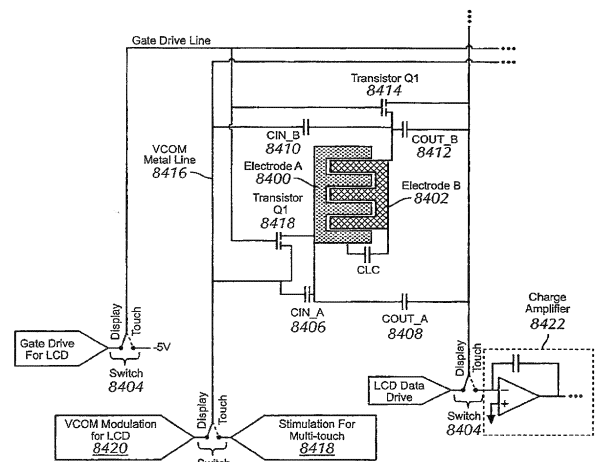 Gate Drive Line
Transistor Q1
8414
CIN_B
8410
COUT_B
8412
VCOM
Metal Line
8416
Electrode A
8400
Electrode B
8402
Transistor
Q1
8418
CLC
CIN_A
8406
COUT_A
8408
Charge
Amplifier
8422
Display
Touch
Gate Drive
For LCD
-5V
Switch
8404
Display
Touch
LCD Data
Drive
Switch
8404
Display
Touch
VCOM Modulation
for LCD
8420
Stimulation For
Multi-touch
8418